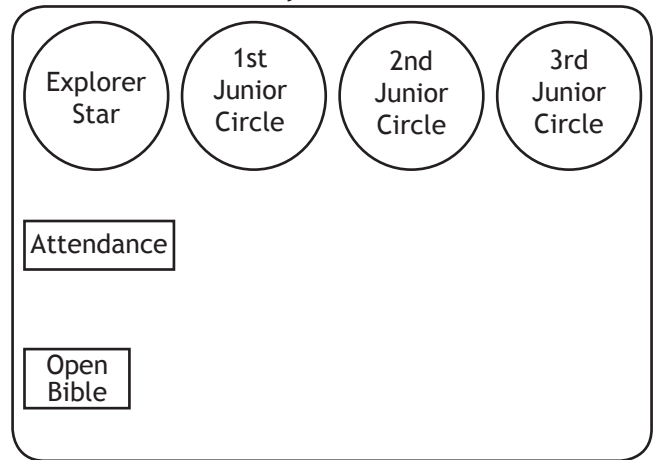 Explorer
Star
1st
Junior
Circle
2nd
Junior
Circle
3rd
Junior
Circle
Attendance
Open
Bible